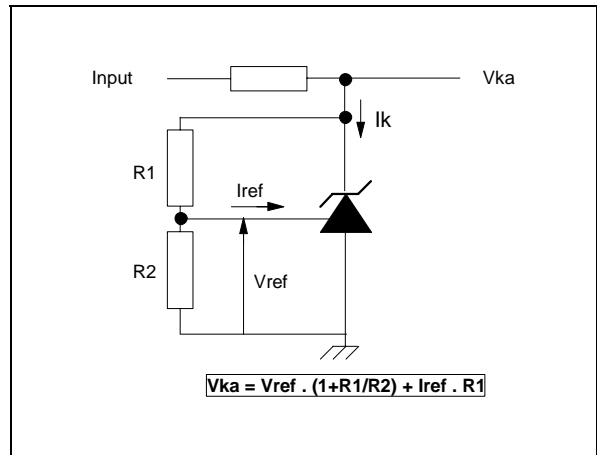 Input Vka
Ik
R1
Iref
R2
Vref
Vka = Vref . (1+R1/R2) + Iref . R1